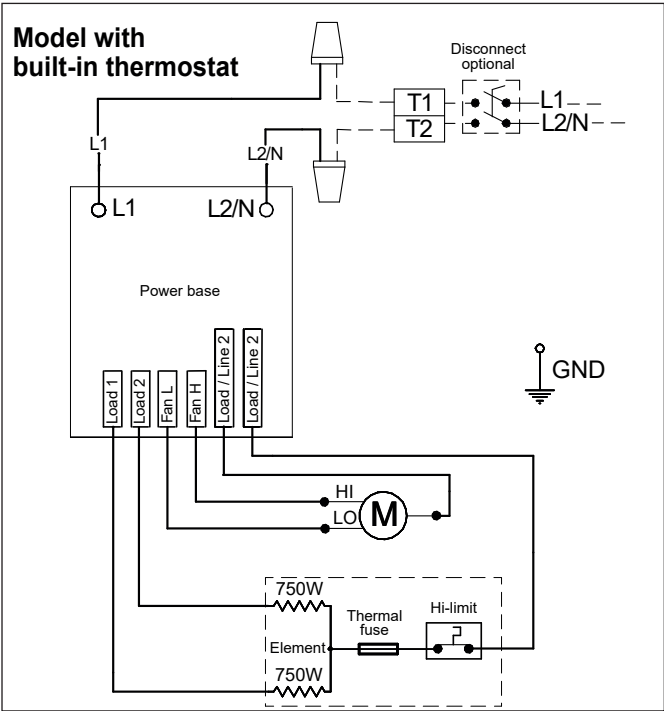 Model with
built-in thermostat
Disconnect
optional
T1
T2
L1
L2/N
L1
L2/N
L1
L2/N
Power base
Load 1
Load 2
Fan L
Fan H
Load / Line 2
Load / Line 2
GND
HI
LO
M
750W
Element
750W
Thermal
fuse
Hi-limit